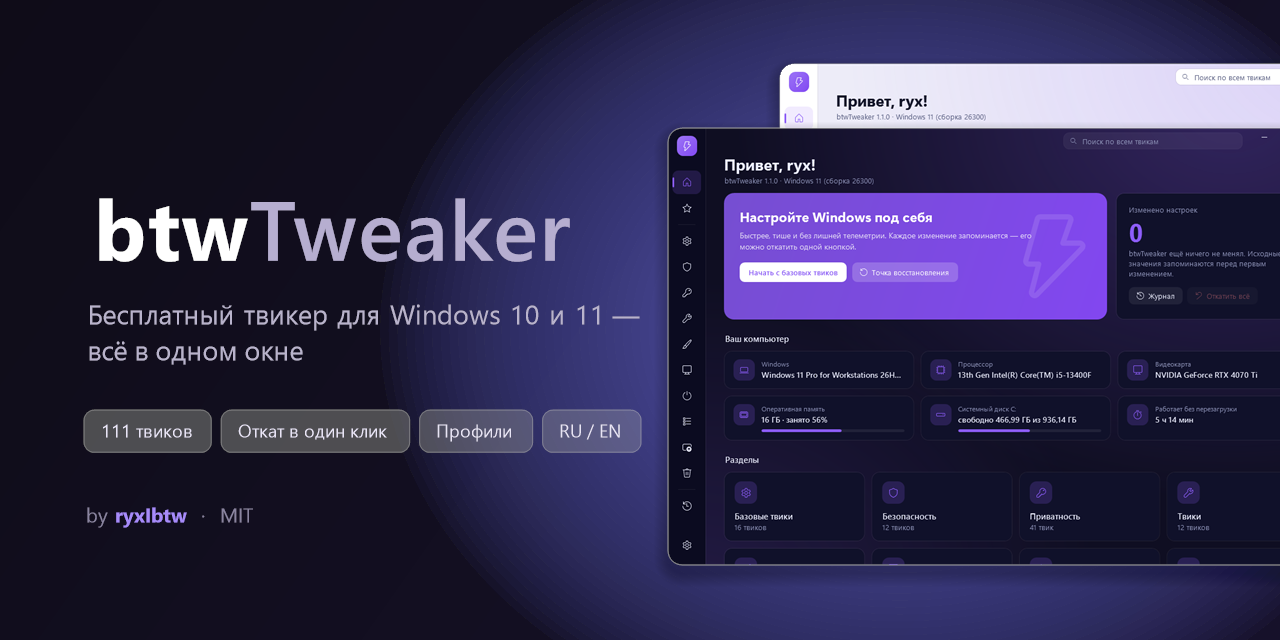 btwTweaker
Бесплатный твикер для Windows 10 и 11 —
всё в одном окне
111 твиков
Откат в один клик
Профили
RU / EN
by ryxlbtw · MIT
Поиск по всем твикам
Привет, ryx!
btwTweaker 1.1.0 · Windows 11 (сборка 26300)
Поиск по всем твикам
Привет, ryx!
btwTweaker 1.1.0 · Windows 11 (сборка 26300)
Настройте Windows под себя
Быстрее, тише и без лишней телеметрии. Каждое изменение запоминается — его
можно откатить одной кнопкой.
Начать с базовых твиков
Точка восстановления
Изменено настроек
0
btwTweaker ещё ничего не менял. Исходные
значения запоминаются перед первым
изменением.
Журнал
Откатить всё
Ваш компьютер
Windows
Windows 11 Pro for Workstations 26H...
Процессор
13th Gen Intel(R) Core(TM) i5-13400F
Видеокарта
NVIDIA GeForce RTX 4070 Ti
Оперативная память
16 ГБ · занято 56%
Системный диск C:
свободно 466,99 ГБ из 936,14 ГБ
Работает без перезагрузки
5 ч 14 мин
Разделы
Базовые твики
16 твиков
Безопасность
12 твиков
Приватность
41 твик
Твики
12 твиков